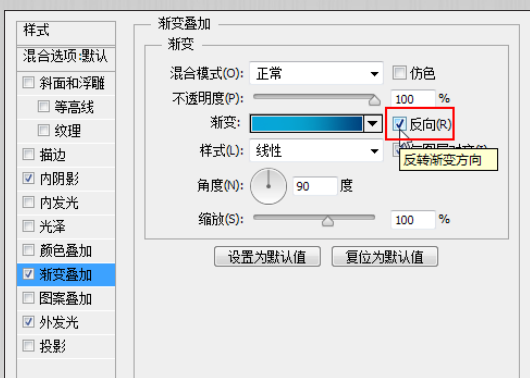 样式
混合选项:默认
斜面和浮雕
等高线
纹理
描边
内阴影
内发光
光泽
颜色叠加
渐变叠加
图案叠加
外发光
投影
渐变叠加
渐变
混合模式(O): 正常 仿色
不透明度(P): 100 %
渐变: 反向(R)
样式(L): 线性
反转渐变方向
角度(N): 90 度
缩放(S): 100 %
设置为默认值 复位为默认值